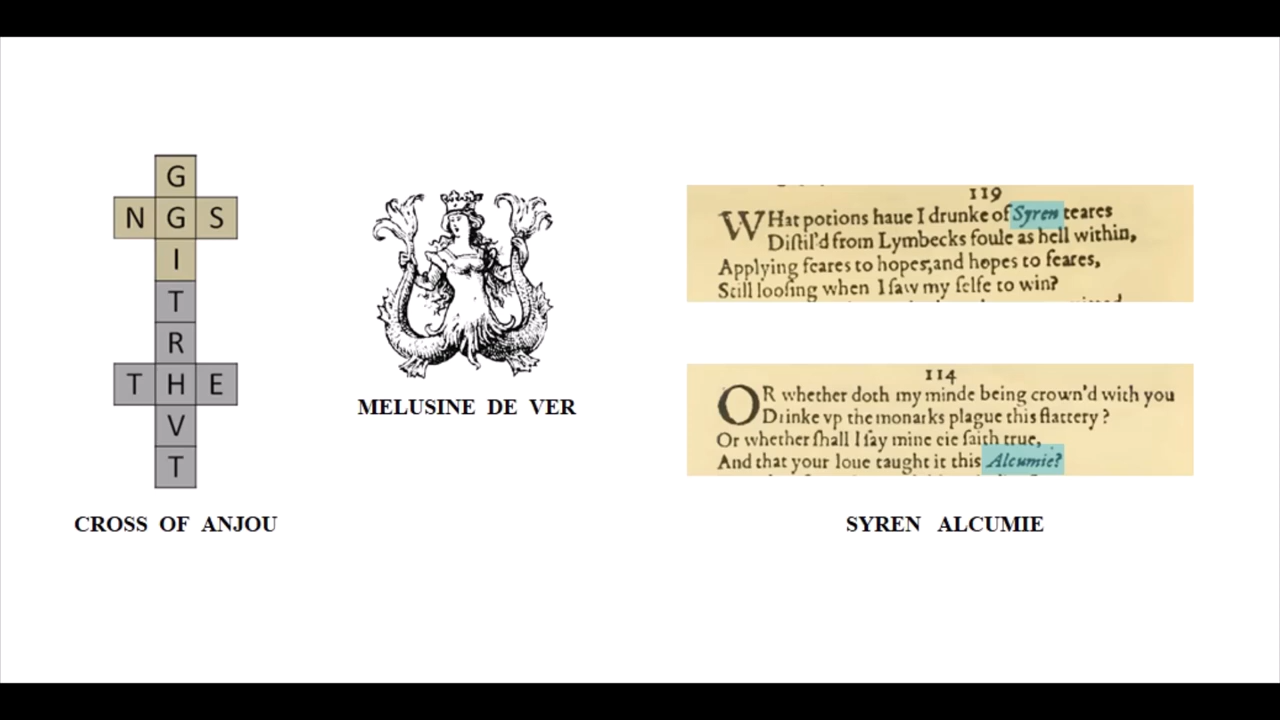 G
N G S
I
T
R
T H E
V
T
CROSS OF ANJOU
MELUSINE DE VER
119
WHat potions haue I drunke of Syren teares
Distil'd from Lymbecks foule as hell within,
Applying feares to hopes, and hopes to feares,
Still loosing when I saw my selfe to win?
114
OR whether doth my minde being crown'd with you
Drinke vp the monarks plague this flattery?
Or whether shall I say mine eie saith true,
And that your loue taught it this Alcumie?
SYREN ALCUMIE